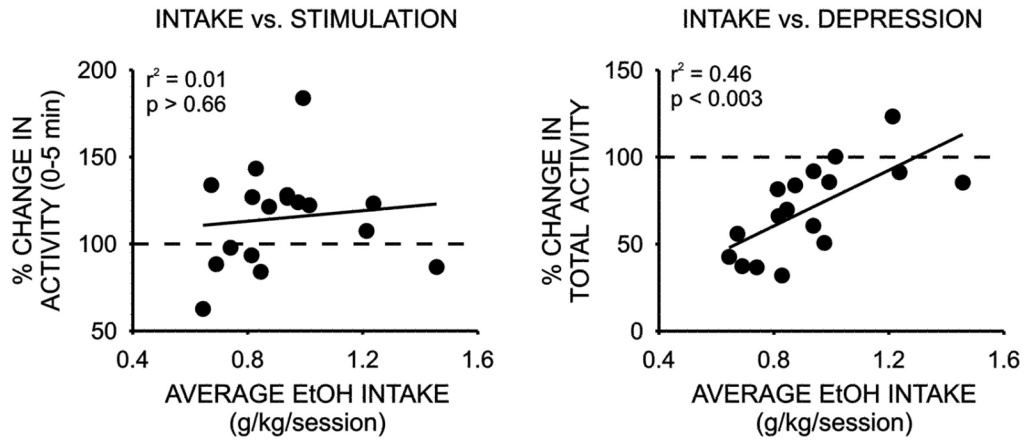 INTAKE vs. STIMULATION
% CHANGE IN
ACTIVITY (0-5 min)
200
150
100
50
r² = 0.01
p > 0.66
0.4 0.8 1.2 1.6
AVERAGE EtOH INTAKE
(g/kg/session)
INTAKE vs. DEPRESSION
% CHANGE IN
TOTAL ACTIVITY
150
100
50
0
r² = 0.46
p < 0.003
0.4 0.8 1.2 1.6
AVERAGE EtOH INTAKE
(g/kg/session)